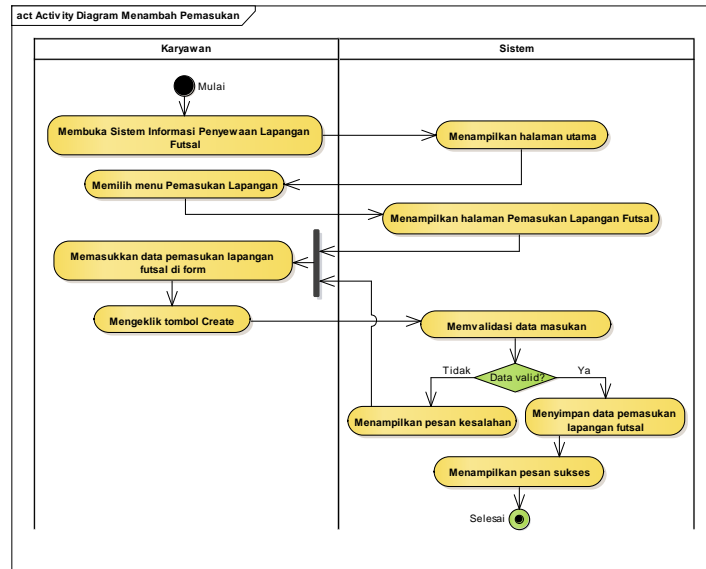 act Activity Diagram Menambah Pemasukan
Karyawan
Sistem
Mulai
Membuka Sistem Informasi Penyewaan Lapangan
Futsal
Menampilkan halaman utama
Memilih menu Pemasukan Lapangan
Menampilkan halaman Pemasukan Lapangan Futsal
Memasukkan data pemasukan lapangan
futsal di form
Mengeklik tombol Create
Memvalidasi data masukan
Tidak
Data valid?
Ya
Menampilkan pesan kesalahan
Menyimpan data pemasukan
lapangan futsal
Menampilkan pesan sukses
Selesai